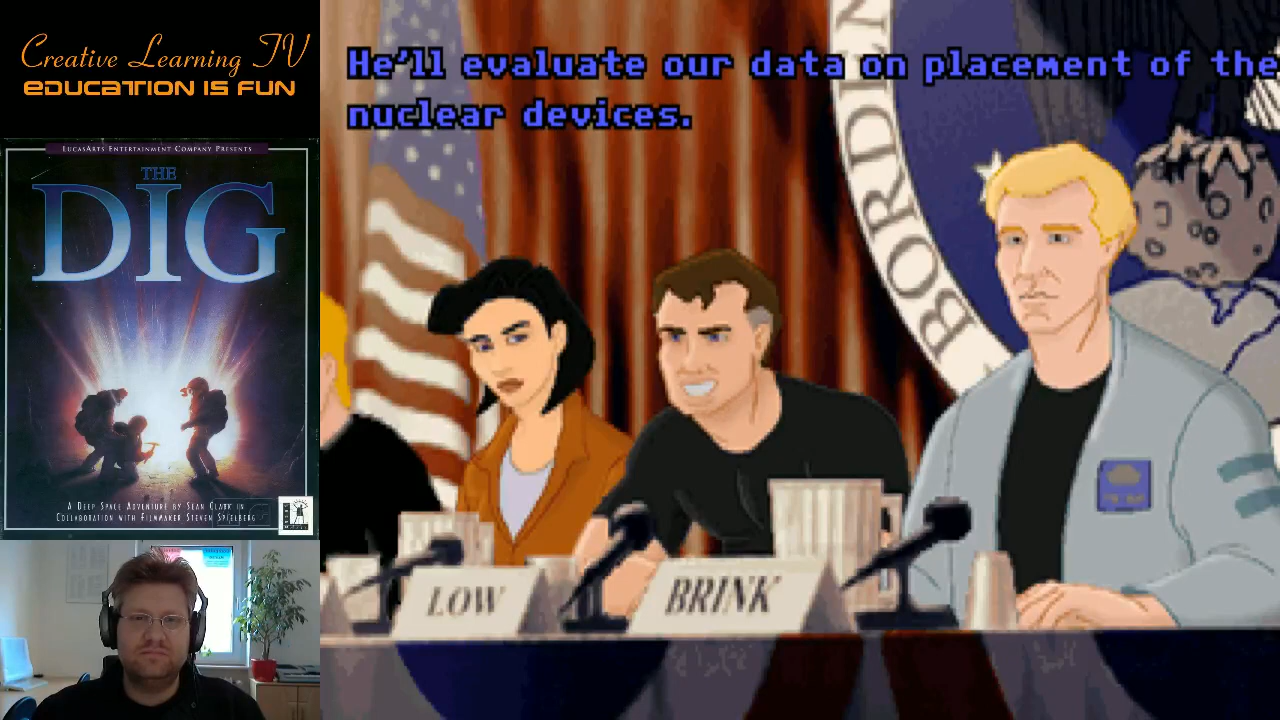 Creative Learning TV
EDUCATION IS FUN
LucasArts Entertainment Company Presents
THE
DIG
A Deep Space Adventure by Sean Clark in
Collaboration with Filmmaker Steven Spielberg
He'll evaluate our data on placement of the
nuclear devices.
BORDEN
LOW
BRINK